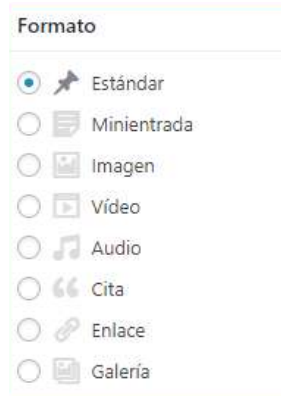 Formato
Estándar
Minientrada
Imagen
Vídeo
Audio
Cita
Enlace
Galería